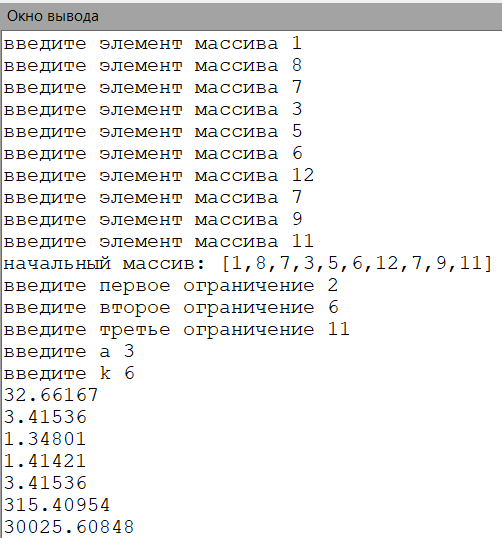 Окно вывода
введите элемент массива 1
введите элемент массива 8
введите элемент массива 7
введите элемент массива 3
введите элемент массива 5
введите элемент массива 6
введите элемент массива 12
введите элемент массива 7
введите элемент массива 9
введите элемент массива 11
начальный массив: [1,8,7,3,5,6,12,7,9,11]
введите первое ограничение 2
введите второе ограничение 6
введите третье ограничение 11
введите a 3
введите k 6
32.66167
3.41536
1.34801
1.41421
3.41536
315.40954
30025.60848